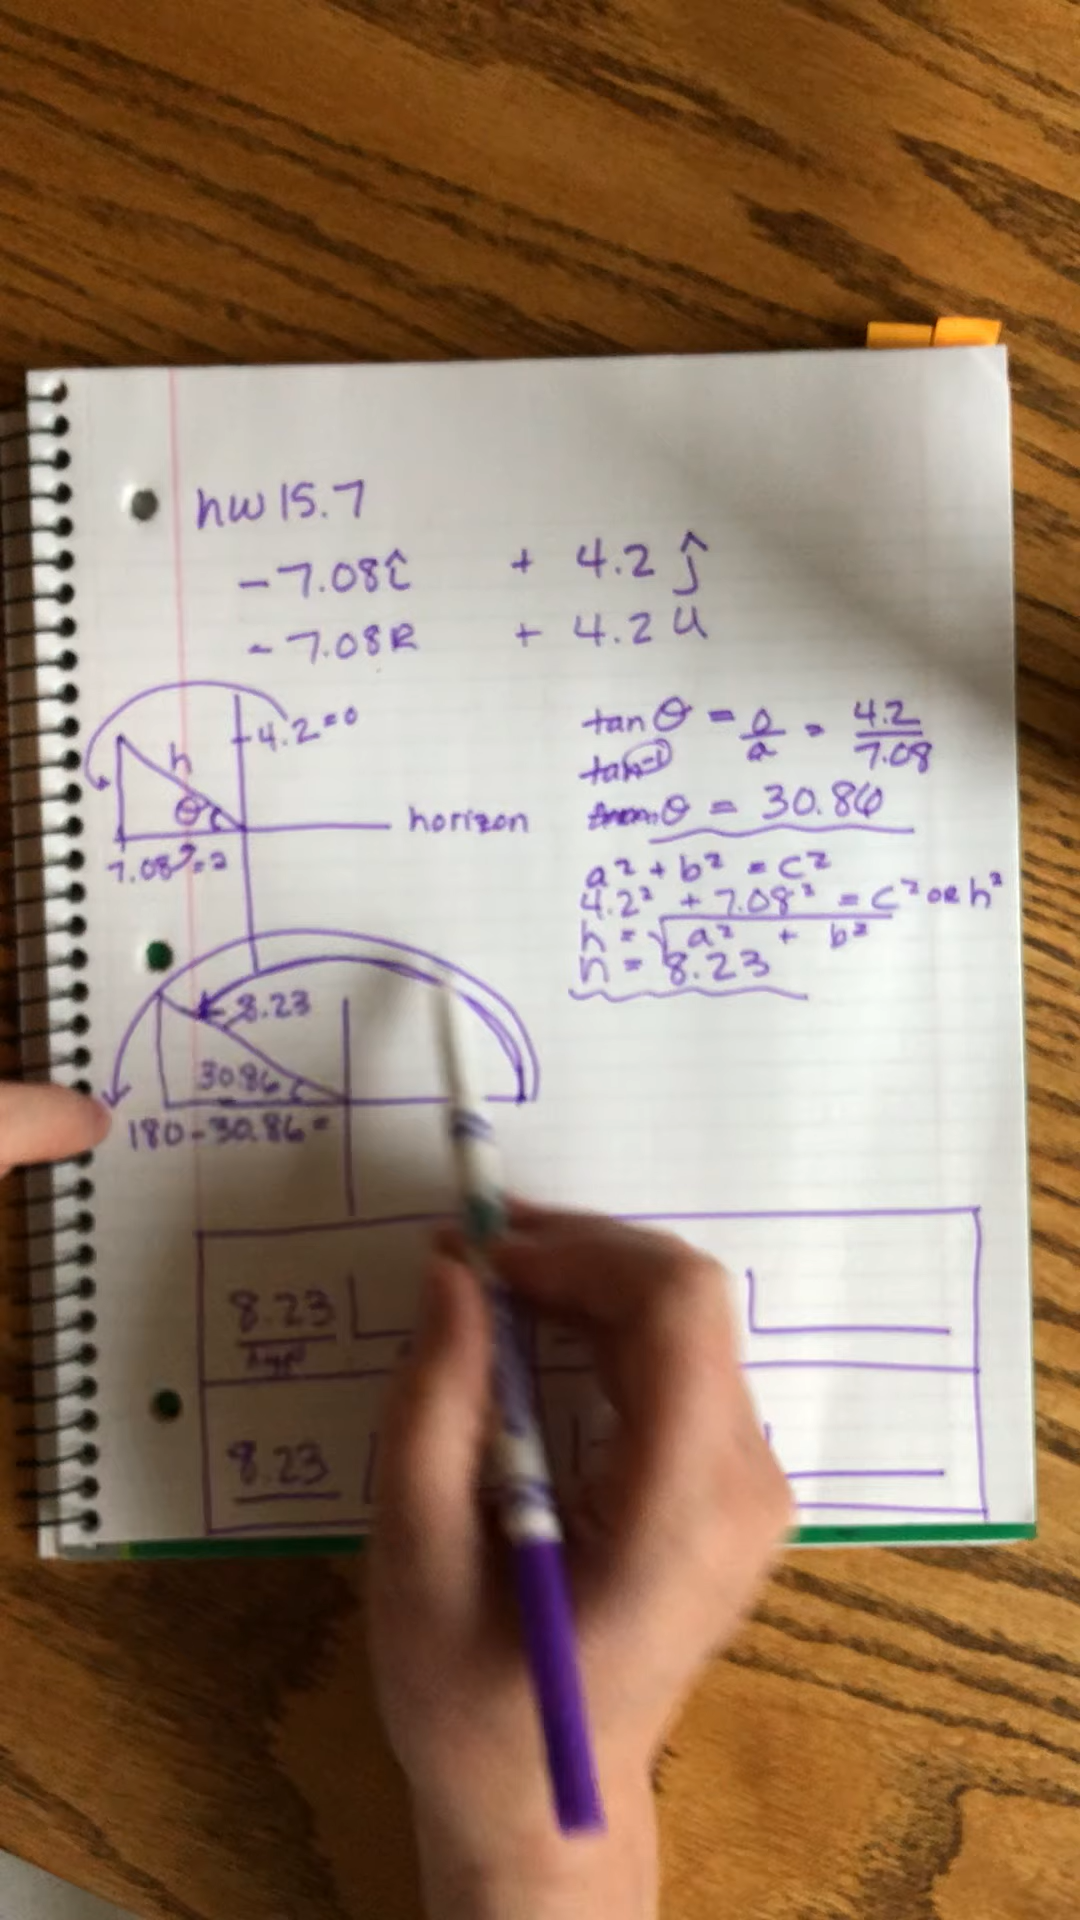 hw 15.7
-7.08î + 4.2 ĵ
-7.08R + 4.2 U
4.2=o
h
θ
horizon
7.08
tan θ = o/a = 4.2/7.08
tan-1
θ = 30.86
a² + b² = c²
4.2² + 7.08² = c² or h²
h = √a² + b²
h = 8.23
8.23
30.86
180-30.86=
8.23
hyp
8.23